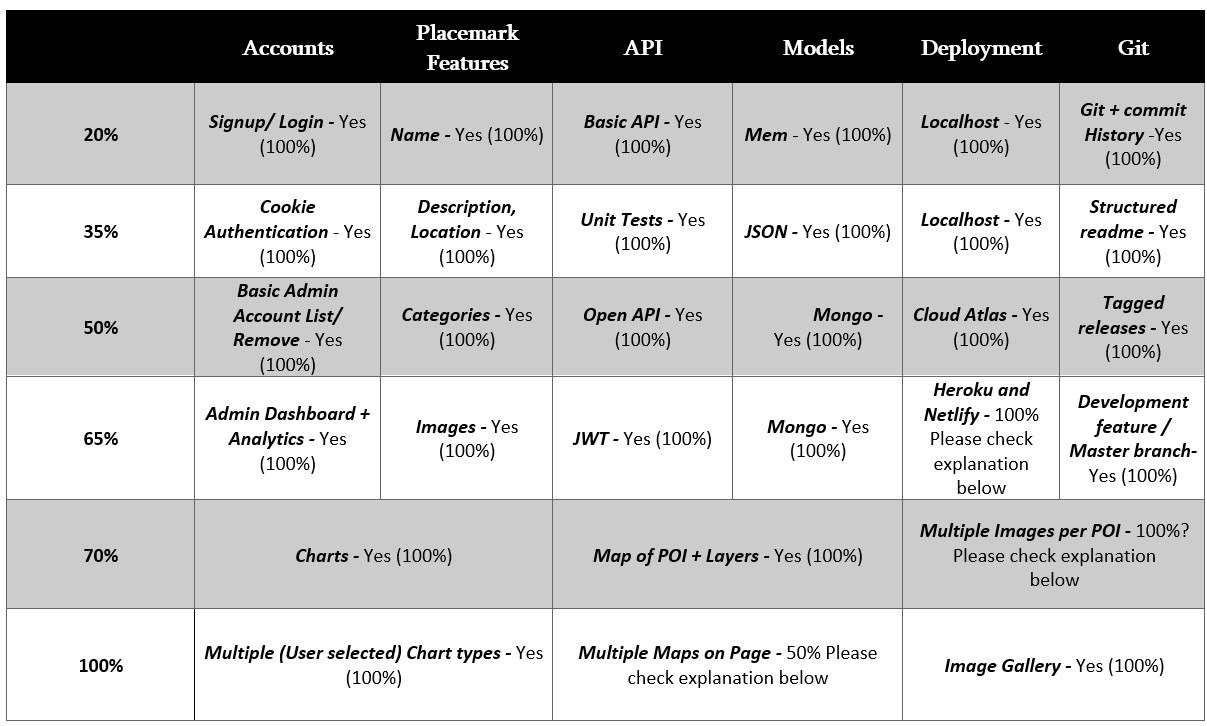 Accounts
Placemark
Features
API
Models
Deployment
Git
20%
Signup/ Login - Yes
(100%)
Name - Yes (100%)
Basic API - Yes
(100%)
Mem - Yes (100%)
Localhost - Yes
(100%)
Git + commit
History -Yes
(100%)
35%
Cookie
Authentication - Yes
(100%)
Description,
Location - Yes
(100%)
Unit Tests - Yes
(100%)
JSON - Yes (100%)
Localhost - Yes
(100%)
Structured
readme - Yes
(100%)
50%
Basic Admin
Account List/
Remove - Yes
(100%)
Categories - Yes
(100%)
Open API - Yes
(100%)
Mongo -
Yes (100%)
Cloud Atlas - Yes
(100%)
Tagged
releases - Yes
(100%)
65%
Admin Dashboard +
Analytics - Yes
(100%)
Images - Yes
(100%)
JWT - Yes (100%)
Mongo - Yes
(100%)
Heroku and
Netlify - 100%
Please check
explanation
below
Development
feature /
Master branch-
Yes (100%)
70%
Charts - Yes (100%)
Map of POI + Layers - Yes (100%)
Multiple Images per POI - 100%?
Please check explanation
below
100%
Multiple (User selected) Chart types - Yes
(100%)
Multiple Maps on Page - 50% Please
check explanation below
Image Gallery - Yes (100%)